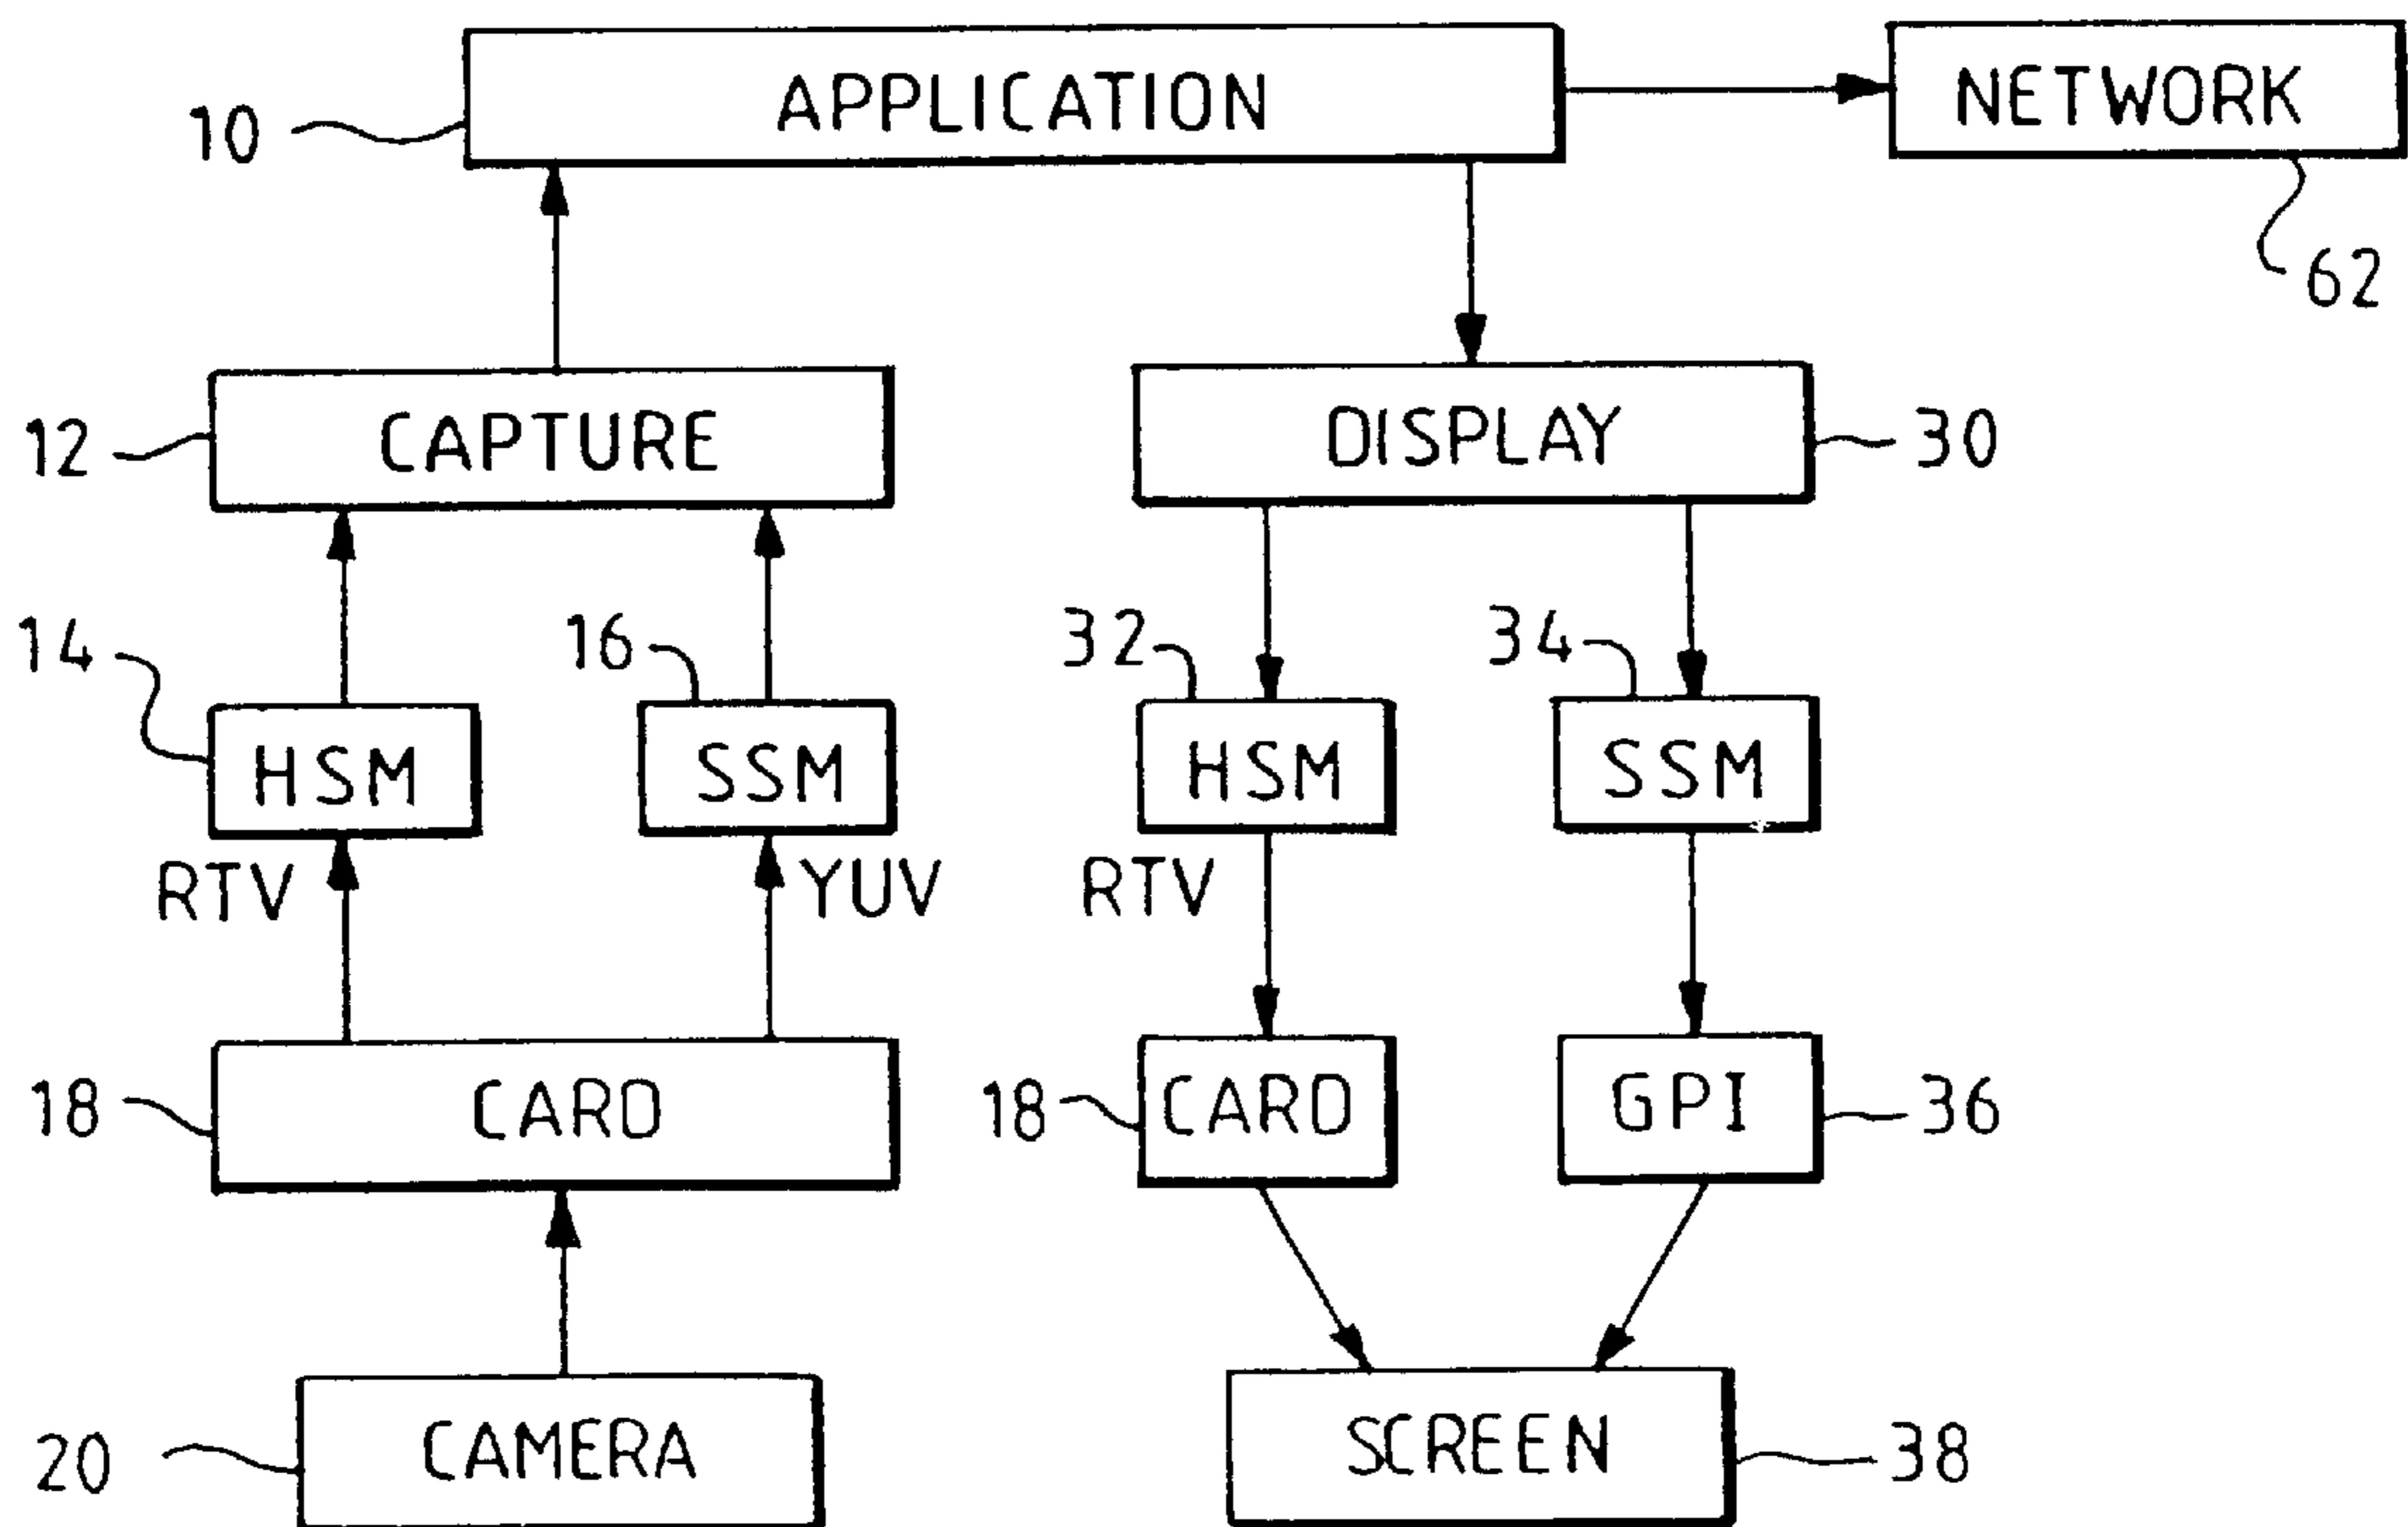 APPLICATION
NETWORK
10
62
CAPTURE
DISPLAY
12
30
14
16
32
34
HSM
SSM
HSM
SSM
RTV
YUV
RTV
CARD
18
18
CARD
GPI
36
CAMERA
20
SCREEN
38